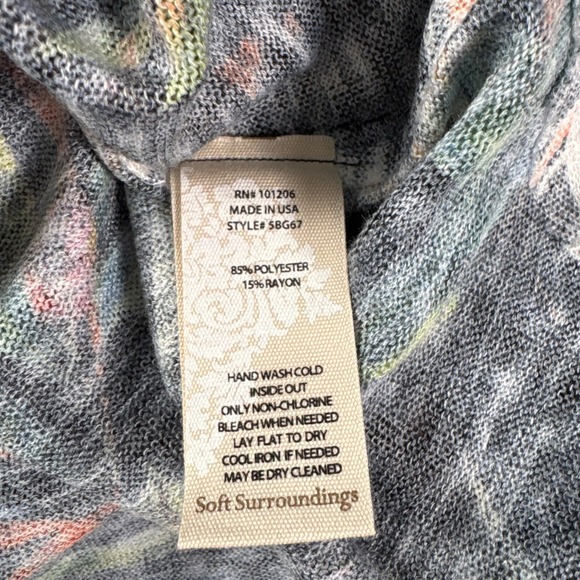 RN# 101206
MADE IN USA
STYLE# 5BG67
85% POLYESTER
15% RAYON
HAND WASH COLD
INSIDE OUT
ONLY NON-CHLORINE
BLEACH WHEN NEEDED
LAY FLAT TO DRY
COOL IRON IF NEEDED
MAY BE DRY CLEANED
Soft Surroundings